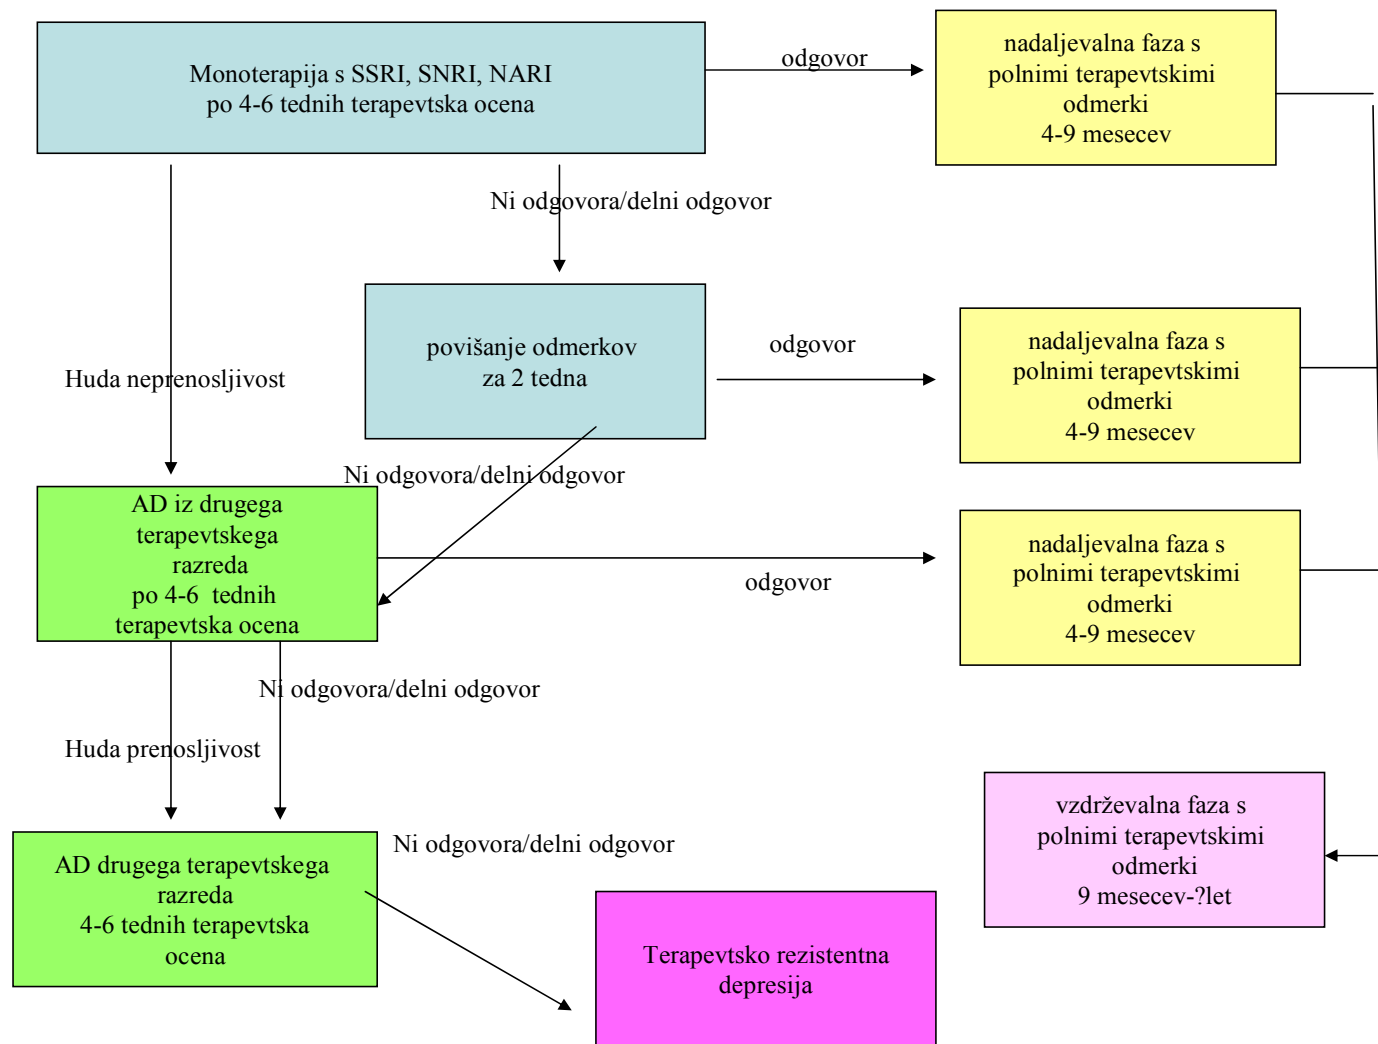 Monoterapija s SSRI, SNRI, NARI
po 4-6 tednih terapevtska ocena
odgovor
nadaljevalna faza s
polnimi terapevtskimi
odmerki
4-9 mesecev
Ni odgovora/delni odgovor
povišanje odmerkov
za 2 tedna
odgovor
nadaljevalna faza s
polnimi terapevtskimi
odmerki
4-9 mesecev
Huda neprenosljivost
Ni odgovora/delni odgovor
AD iz drugega
terapevtskega
razreda
po 4-6 tednih
terapevtska ocena
odgovor
nadaljevalna faza s
polnimi terapevtskimi
odmerki
4-9 mesecev
Ni odgovora/delni odgovor
Huda prenosljivost
vzdrževalna faza s
polnimi terapevtskimi
odmerki
9 mesecev-?let
AD drugega terapevtskega
razreda
4-6 tednih terapevtska
ocena
Ni odgovora/delni odgovor
Terapevtsko rezistentna
depresija